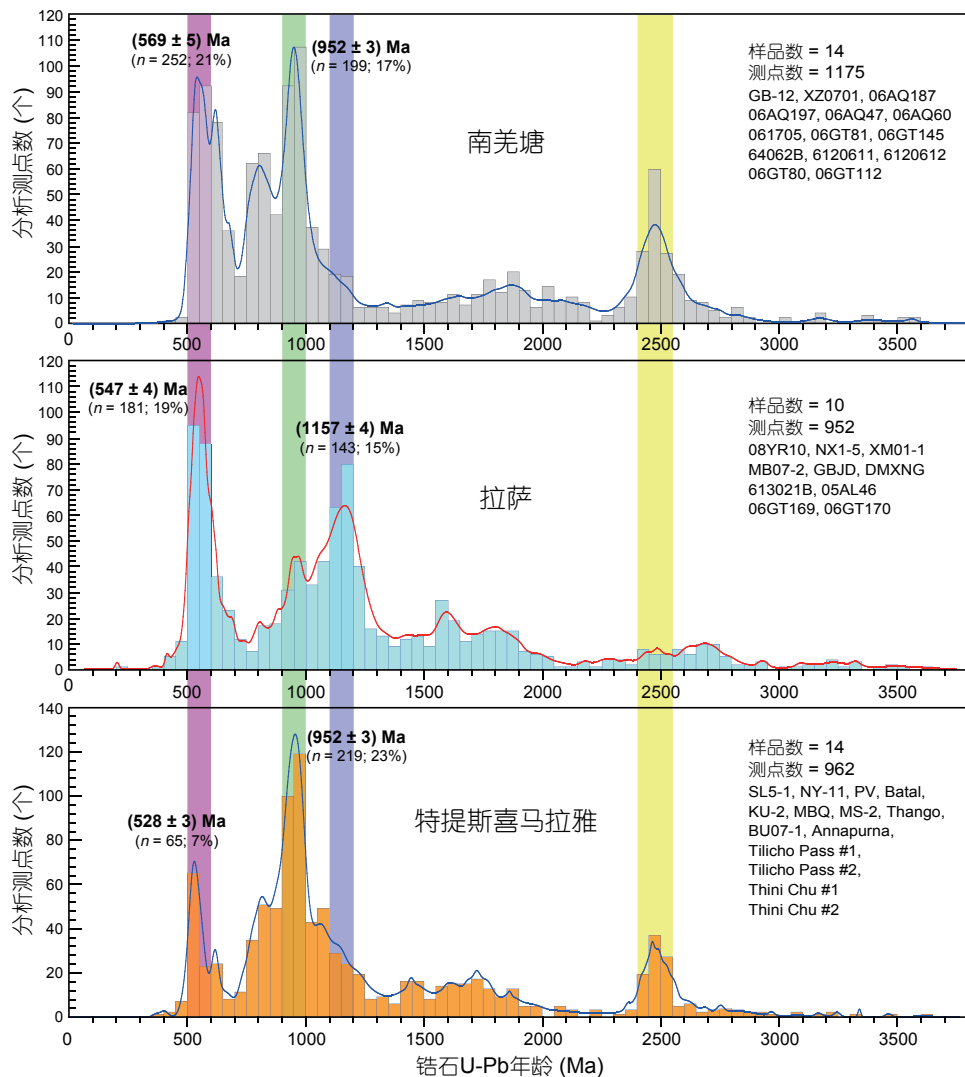 120
110
100
90
80
70
60
50
40
30
20
10
0
分析测点数 (个)
(569 ± 5) Ma
(n = 252; 21%)
(952 ± 3) Ma
(n = 199; 17%)
南羌塘
样品数 = 14
测点数 = 1175
GB-12, XZ0701, 06AQ187
06AQ197, 06AQ47, 06AQ60
061705, 06GT81, 06GT145
64062B, 6120611, 6120612
06GT80, 06GT112
0 500 1000 1500 2000 2500 3000 3500
120
110
100
90
80
70
60
50
40
30
20
10
0
分析测点数 (个)
(547 ± 4) Ma
(n = 181; 19%)
(1157 ± 4) Ma
(n = 143; 15%)
拉萨
样品数 = 10
测点数 = 952
08YR10, NX1-5, XM01-1
MB07-2, GBJD, DMXNG
613021B, 05AL46
06GT169, 06GT170
0 500 1000 1500 2000 2500 3000 3500
140
120
100
80
60
40
20
0
分析测点数 (个)
(528 ± 3) Ma
(n = 65; 7%)
(952 ± 3) Ma
(n = 219; 23%)
特提斯喜马拉雅
样品数 = 14
测点数 = 962
SL5-1, NY-11, PV, Batal,
KU-2, MBQ, MS-2, Thango,
BU07-1, Annapurna,
Tilicho Pass #1,
Tilicho Pass #2,
Thini Chu #1
Thini Chu #2
0 500 1000 1500 2000 2500 3000 3500
锆石U-Pb年龄 (Ma)